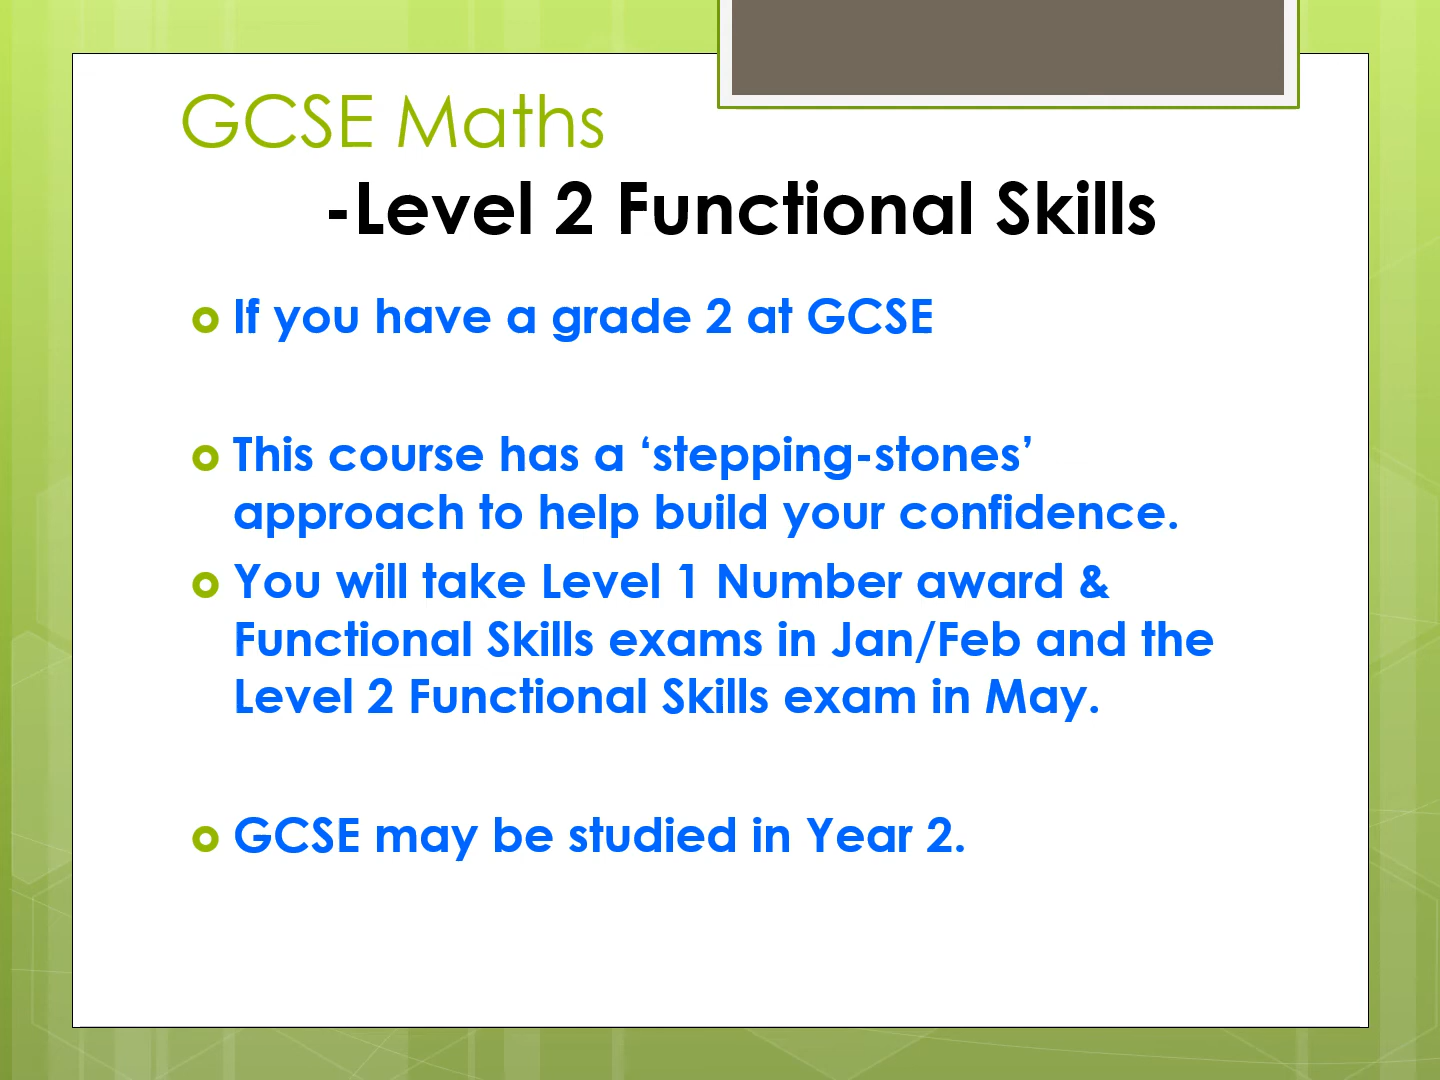 GCSE Maths
-Level 2 Functional Skills
If you have a grade 2 at GCSE
This course has a ‘stepping-stones’
approach to help build your confidence.
You will take Level 1 Number award &
Functional Skills exams in Jan/Feb and the
Level 2 Functional Skills exam in May.
GCSE may be studied in Year 2.